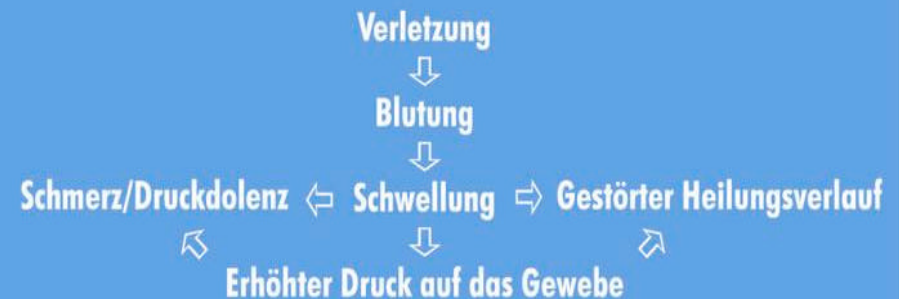 Verletzung
Blutung
Schmerz/Druckdolenz ⇦ Schwellung ⇨ Gestörter Heilungsverlauf
Erhöhter Druck auf das Gewebe